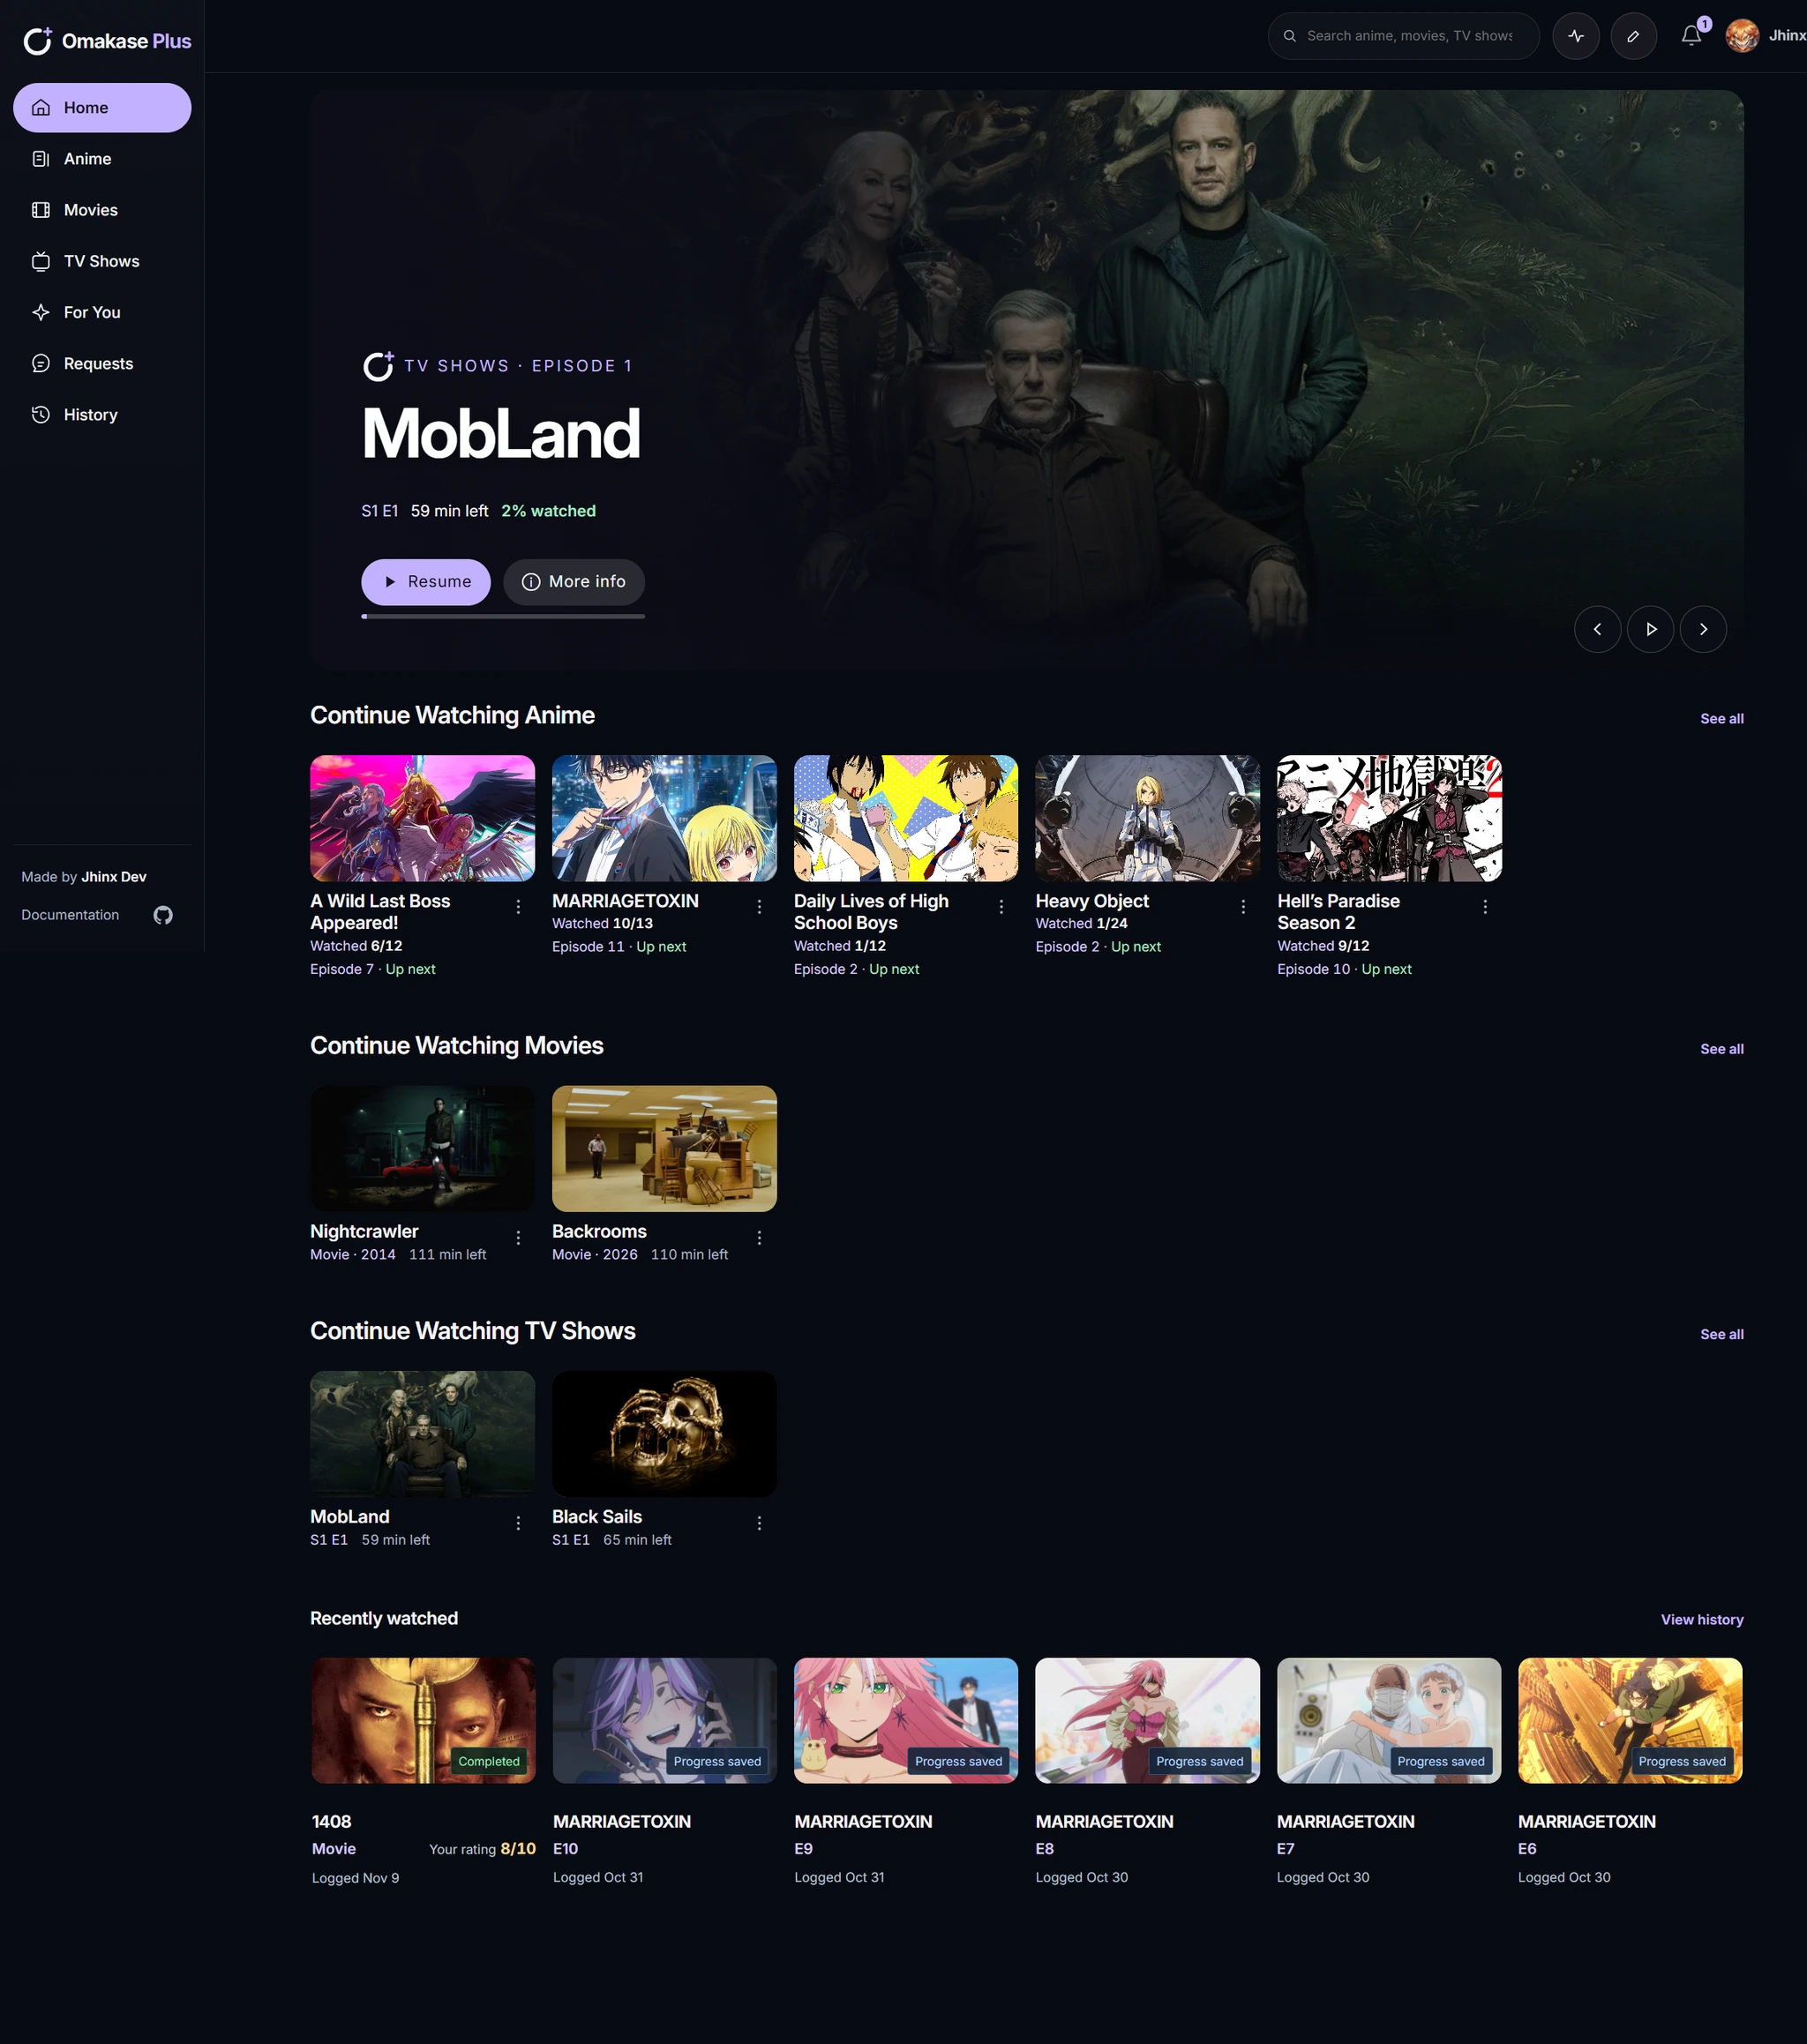 Omakase Plus
Search anime, movies, TV shows
1
Jhinx
Home
Anime
Movies
TV Shows
For You
Requests
History
Made by Jhinx Dev
Documentation
TV SHOWS · EPISODE 1
MobLand
S1 E1 59 min left 2% watched
Resume
More info
Continue Watching Anime
See all
アニメ地獄楽2
A Wild Last Boss
Appeared!
Watched 6/12
Episode 7 · Up next
MARRIAGETOXIN
Watched 10/13
Episode 11 · Up next
Daily Lives of High
School Boys
Watched 1/12
Episode 2 · Up next
Heavy Object
Watched 1/24
Episode 2 · Up next
Hell’s Paradise
Season 2
Watched 9/12
Episode 10 · Up next
Continue Watching Movies
See all
Nightcrawler
Movie · 2014 111 min left
Backrooms
Movie · 2026 110 min left
Continue Watching TV Shows
See all
MobLand
S1 E1 59 min left
Black Sails
S1 E1 65 min left
Recently watched
View history
Completed
Progress saved
Progress saved
Progress saved
Progress saved
Progress saved
1408
Movie
Your rating 8/10
Logged Nov 9
MARRIAGETOXIN
E10
Logged Oct 31
MARRIAGETOXIN
E9
Logged Oct 31
MARRIAGETOXIN
E8
Logged Oct 30
MARRIAGETOXIN
E7
Logged Oct 30
MARRIAGETOXIN
E6
Logged Oct 30